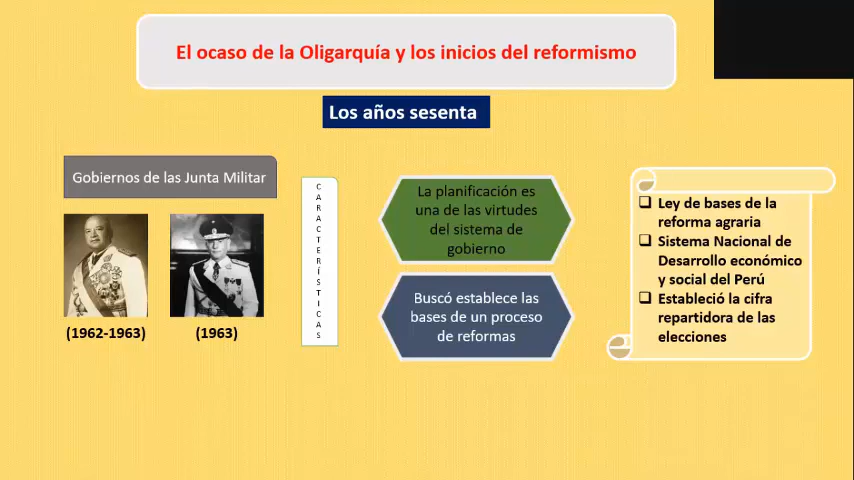 El ocaso de la Oligarquía y los inicios del reformismo
Los años sesenta
Gobiernos de las Junta Militar
(1962-1963)
(1963)
CARACTERÍSTICAS
La planificación es
una de las virtudes
del sistema de
gobierno
Buscó establece las
bases de un proceso
de reformas
❑ Ley de bases de la
reforma agraria
❑ Sistema Nacional de
Desarrollo económico
y social del Perú
❑ Estableció la cifra
repartidora de las
elecciones